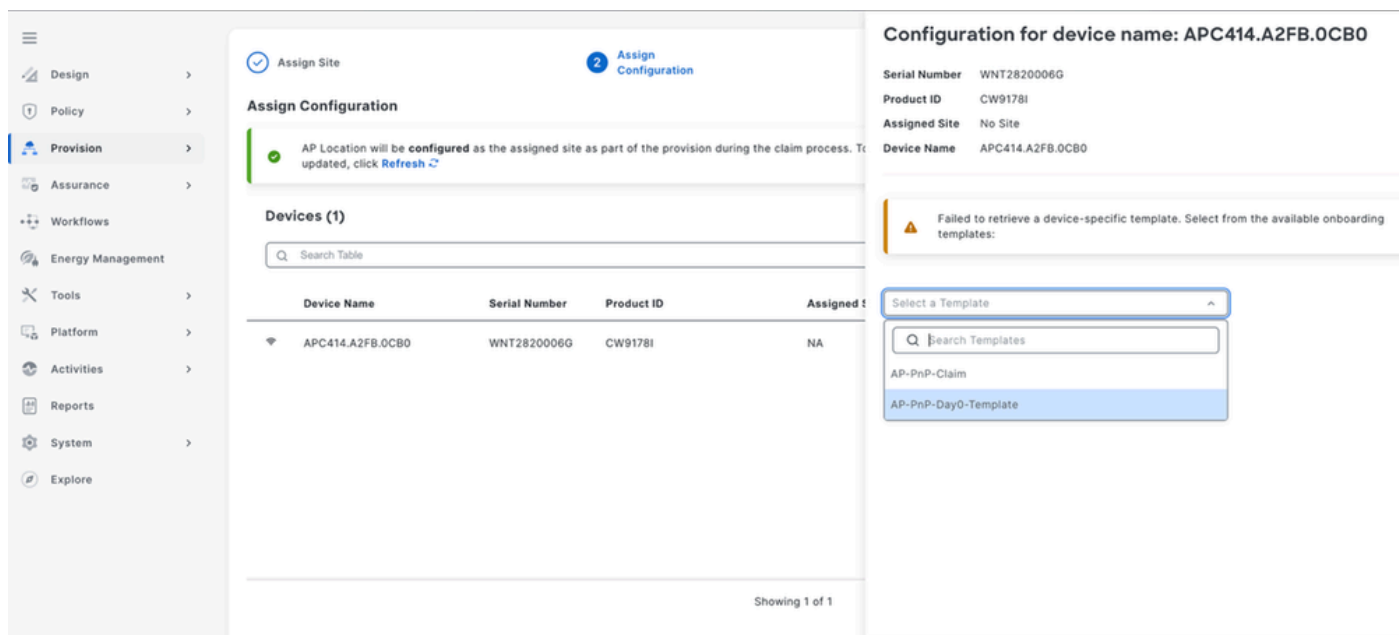 Design
Policy
Provision
Assurance
Workflows
Energy Management
Tools
Platform
Activities
Reports
System
Explore
Assign Site
2
Assign
Configuration
Assign Configuration
AP Location will be configured as the assigned site as part of the provision during the claim process.
updated, click Refresh
Devices (1)
Search Table
Device Name Serial Number Product ID Assigned
APC414.A2FB.0CB0 WNT2820006G CW9178I NA
Showing 1 of 1
Configuration for device name: APC414.A2FB.0CB0
Serial Number WNT2820006G
Product ID CW9178I
Assigned Site No Site
Device Name APC414.A2FB.0CB0
Failed to retrieve a device-specific template. Select from the available onboarding
templates:
Select a Template
Search Templates
AP-PnP-Claim
AP-PnP-Day0-Template